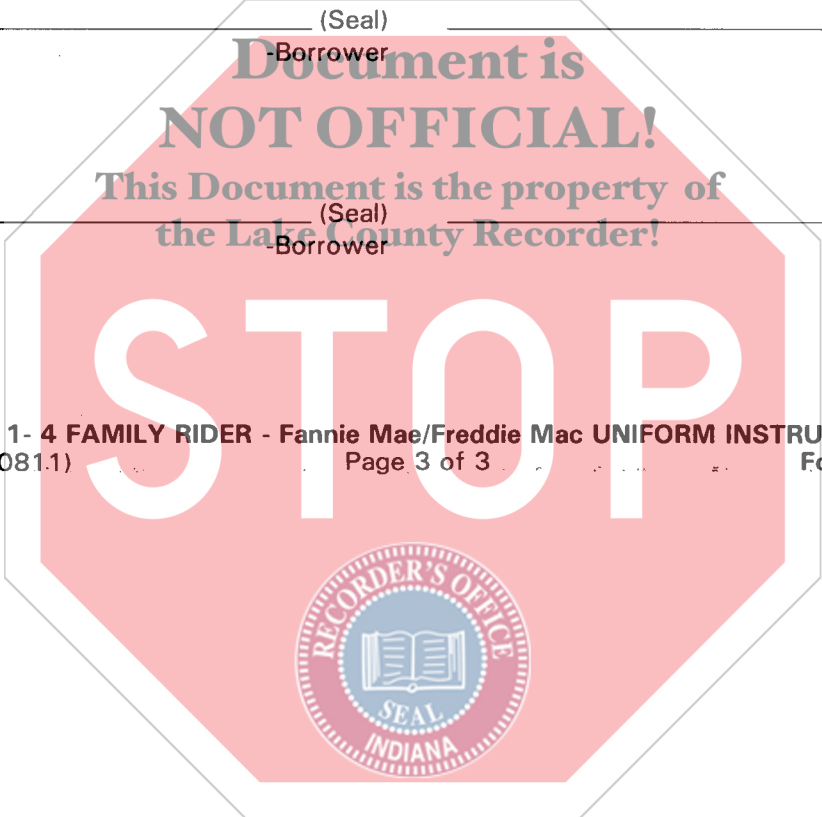 (Seal)
-Borrower
Document is
NOT OFFICIAL!
This Document is the property of
the Lake County Recorder!
(Seal)
-Borrower
STOP
1- 4 FAMILY RIDER - Fannie Mae/Freddie Mac UNIFORM INSTRU
081.1) Page 3 of 3 Fo
RECORDER'S OFFICE
SEAL
INDIANA